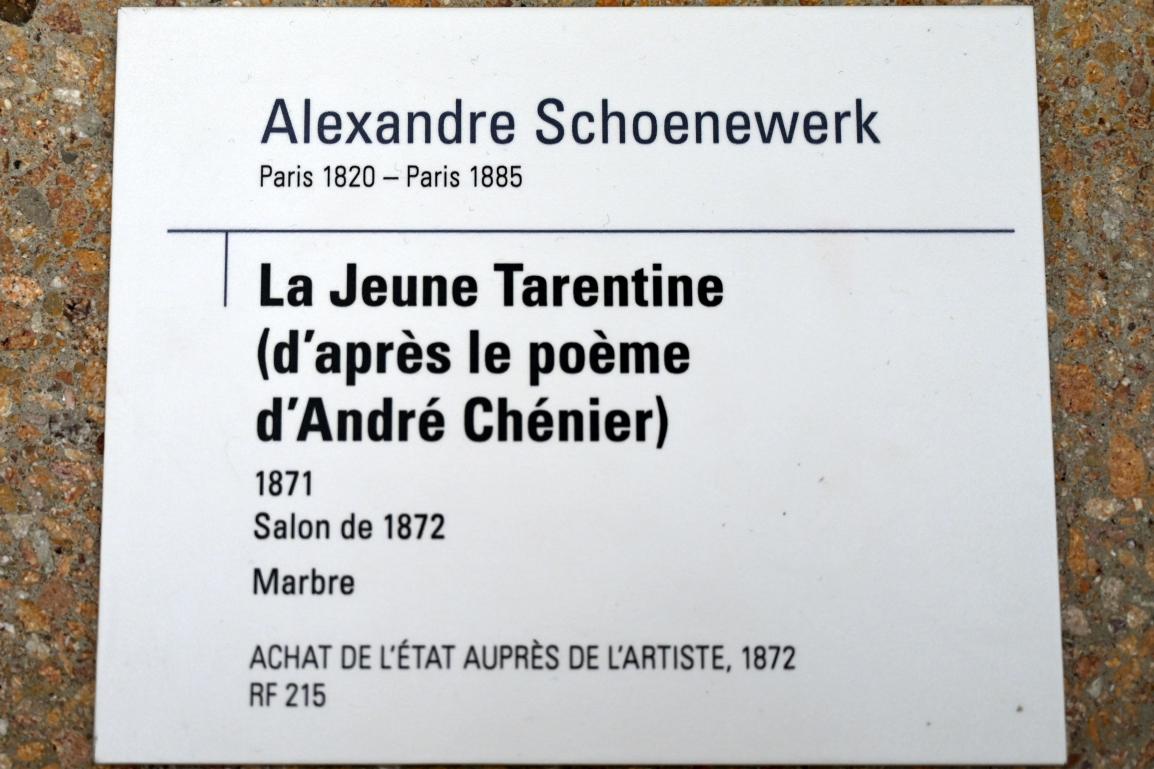 Alexandre Schoenewerk
Paris 1820 – Paris 1885
La Jeune Tarentine
(d’après le poème
d’André Chénier)
1871
Salon de 1872
Marbre
ACHAT DE L’ÉTAT AUPRÈS DE L’ARTISTE, 1872
RF 215